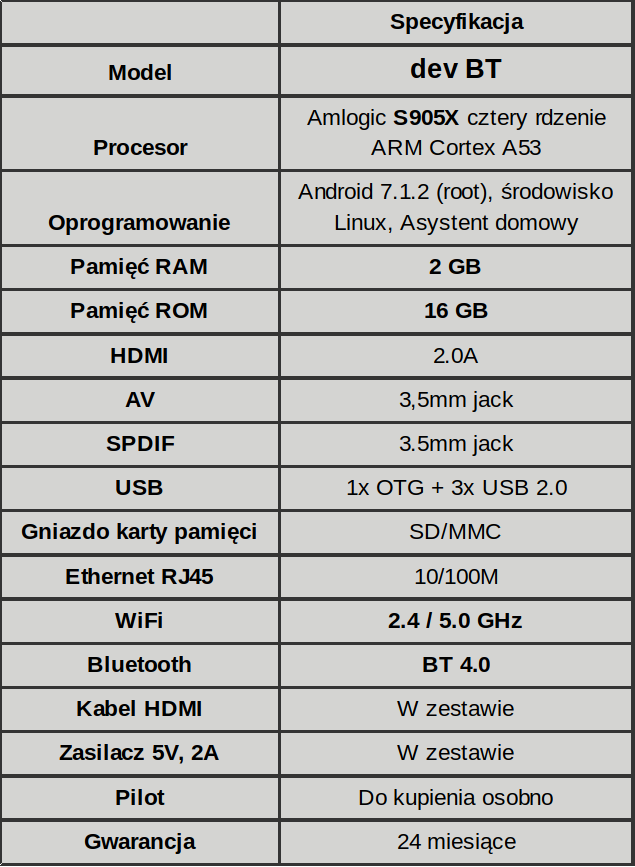 Specyfikacja
Model dev BT
Amlogic S905X cztery rdzenie
Procesor ARM Cortex A53
Android 7.1.2 (root), środowisko
Oprogramowanie Linux, Asystent domowy
Pamięć RAM 2 GB
Pamięć ROM 16 GB
HDMI 2.0A
AV 3,5mm jack
SPDIF 3.5mm jack
USB 1x OTG + 3x USB 2.0
Gniazdo karty pamięci SD/MMC
Ethernet RJ45 10/100M
WiFi 2.4 / 5.0 GHz
Bluetooth BT 4.0
Kabel HDMI W zestawie
Zasilacz 5V, 2A W zestawie
Pilot Do kupienia osobno
Gwarancja 24 miesiące